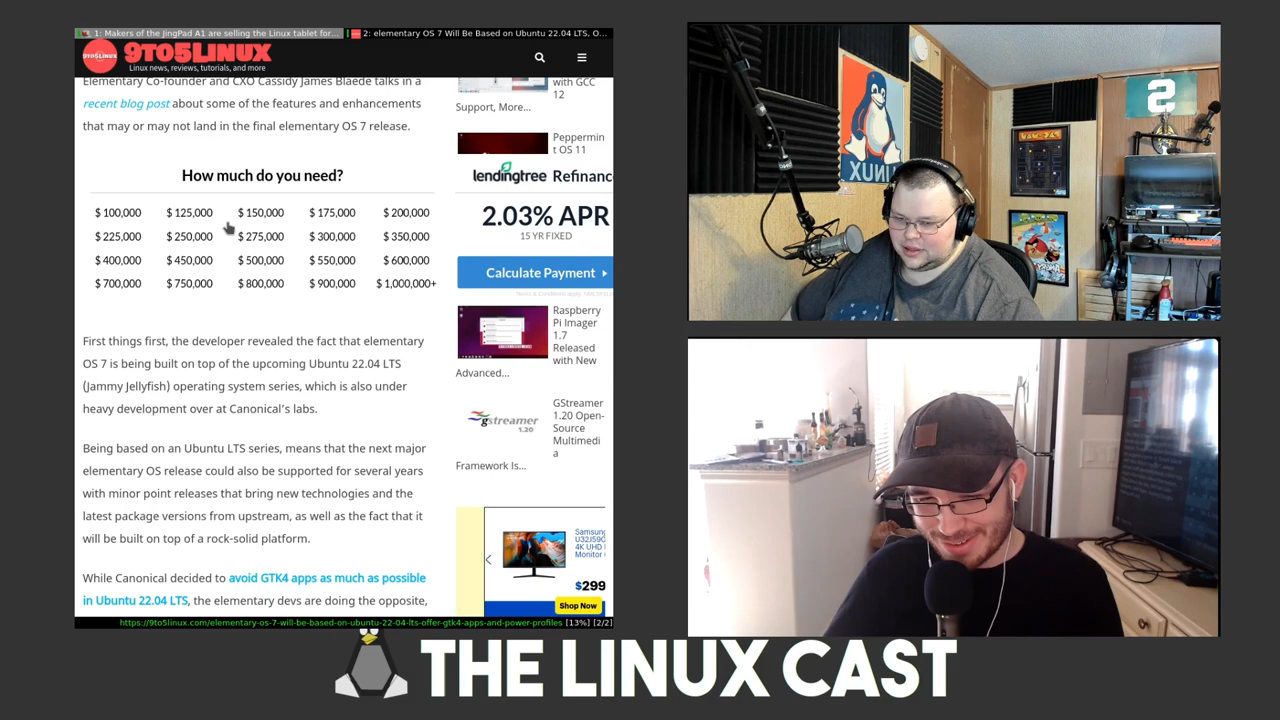 1: Makers of the JingPad A1 are selling the Linux tablet for...
2: elementary OS 7 Will Be Based on Ubuntu 22.04 LTS, O...
9TO5LINUX
9TO5LINUX
Linux news, reviews, tutorials, and more
Elementary Co-founder and CXO Cassidy James Blaede talks in a
recent blog post about some of the features and enhancements
that may or may not land in the final elementary OS 7 release.
How much do you need?
$ 100,000 $ 125,000 $ 150,000 $ 175,000 $ 200,000
$ 225,000 $ 250,000 $ 275,000 $ 300,000 $ 350,000
$ 400,000 $ 450,000 $ 500,000 $ 550,000 $ 600,000
$ 700,000 $ 750,000 $ 800,000 $ 900,000 $ 1,000,000+
First things first, the developer revealed the fact that elementary
OS 7 is being built on top of the upcoming Ubuntu 22.04 LTS
(Jammy Jellyfish) operating system series, which is also under
heavy development over at Canonical's labs.
Being based on an Ubuntu LTS series, means that the next major
elementary OS release could also be supported for several years
with minor point releases that bring new technologies and the
latest package versions from upstream, as well as the fact that it
will be built on top of a rock-solid platform.
While Canonical decided to avoid GTK4 apps as much as possible
in Ubuntu 22.04 LTS, the elementary devs are doing the opposite,
with GCC
12
Support, More...
Peppermin
t OS 11
lendingtree Refinanc
2.03% APR
15 YR FIXED
Calculate Payment
Raspberry
Pi Imager
1.7
Released
with New
Advanced...
gstreamer
1.20
GStreamer
1.20 Open-
Source
Multimedi
a
Framework Is...
Samsung
U32J590
4K UHD
Monitor
$299
Shop Now
https://9to5linux.com/elementary-os-7-will-be-based-on-ubuntu-22-04-lts-offer-gtk4-apps-and-power-profiles [13%] [2/2]
LINUX
PAC-MAN
THE LINUX CAST